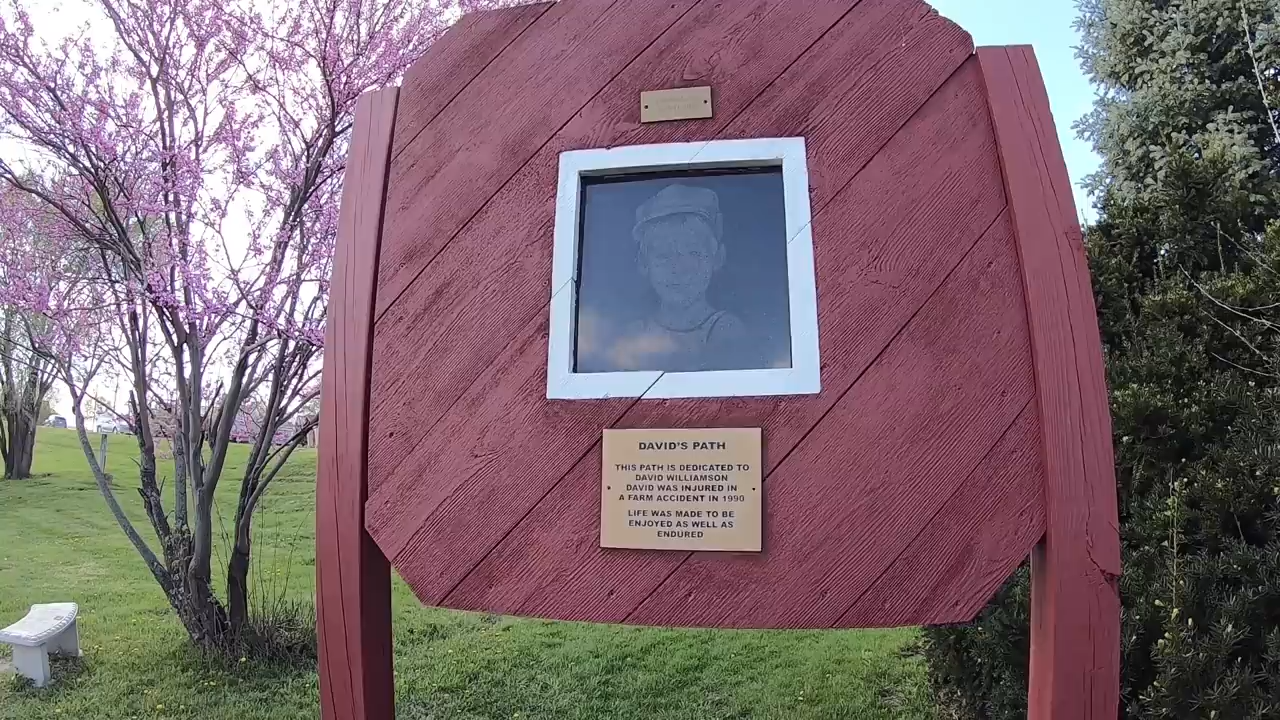 DAVID'S PATH
THIS PATH IS DEDICATED TO
DAVID WILLIAMSON
DAVID WAS INJURED IN
A FARM ACCIDENT IN 1990
LIFE WAS MADE TO BE
ENJOYED AS WELL AS
ENDURED